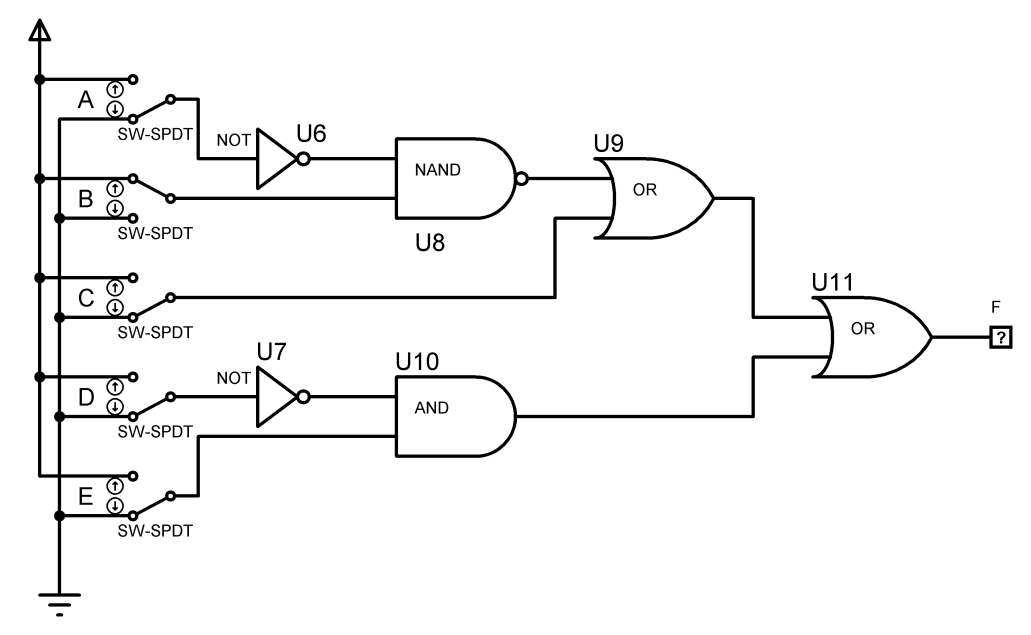 A
SW-SPDT
NOT
U6
NAND
U8
U9
OR
B
SW-SPDT
C
SW-SPDT
U11
OR
F
?
D
SW-SPDT
NOT
U7
U10
AND
E
SW-SPDT